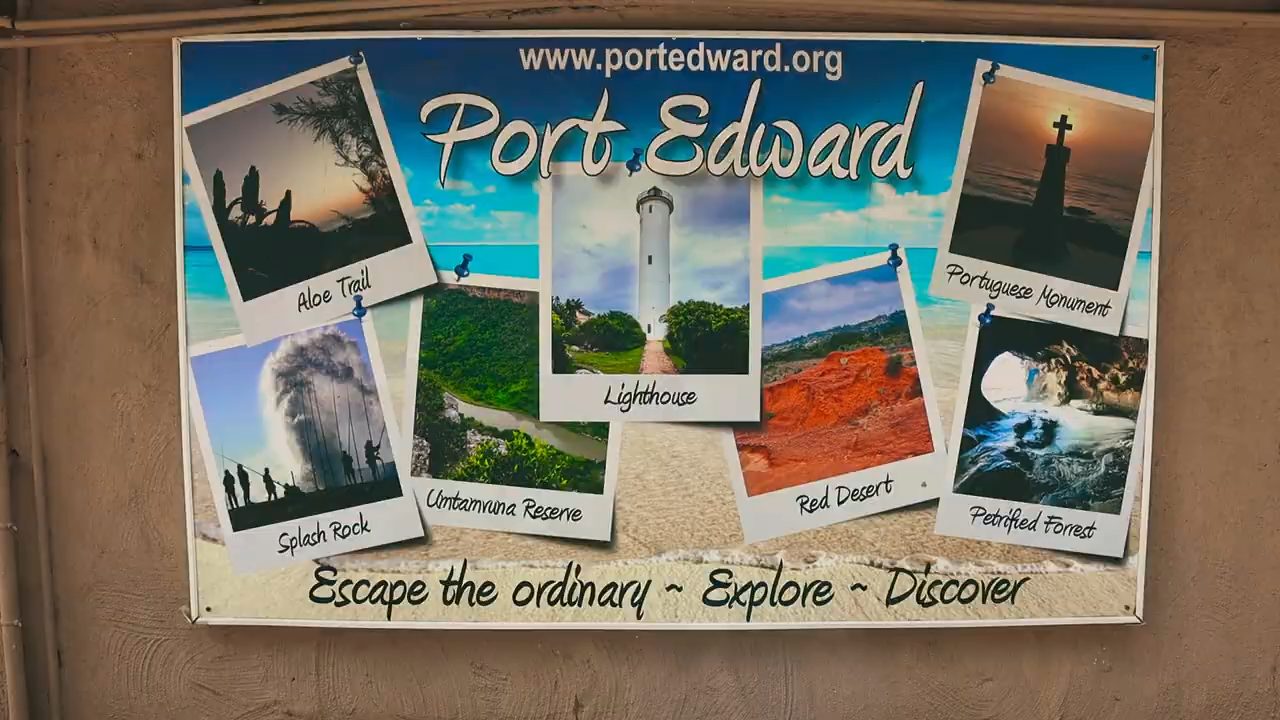 www.portedward.org
Port Edward
Aloe Trail
Portuguese Monument
Lighthouse
Splash Rock
Umtamvuna Reserve
Red Desert
Petrified Forrest
Escape the ordinary ~ Explore ~ Discover